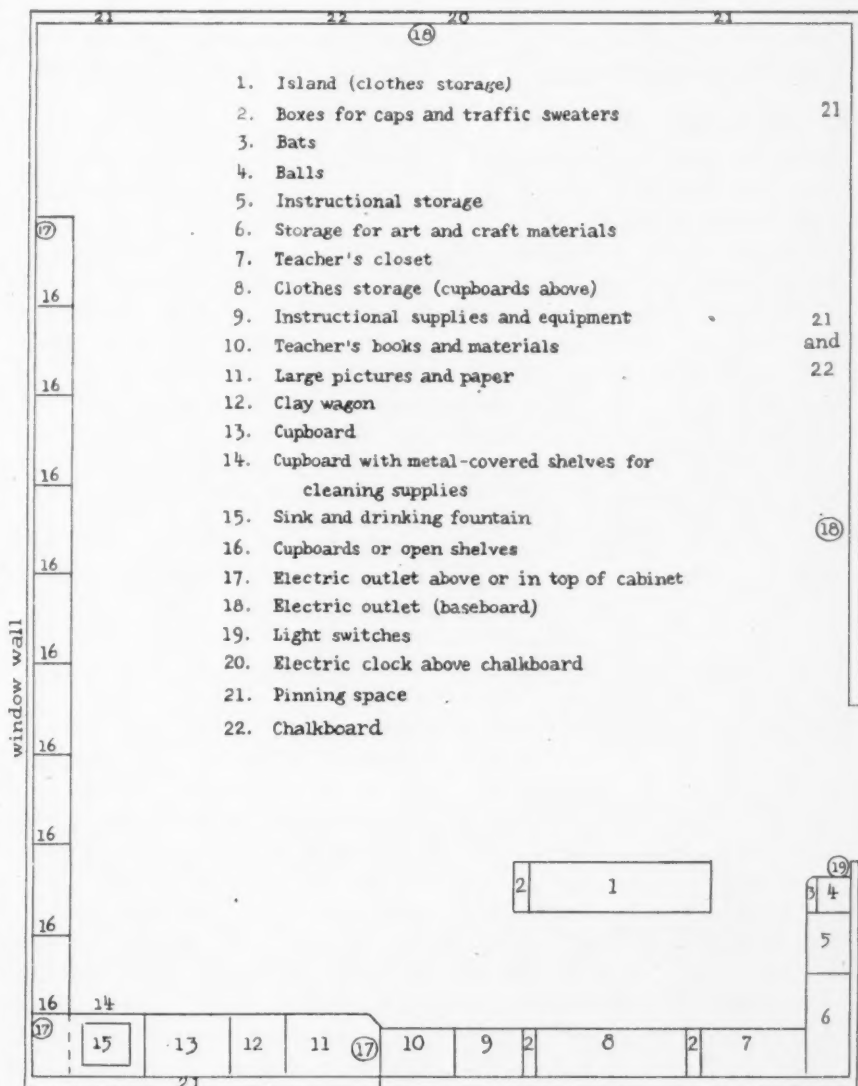 21 22 20 21
18
1. Island (clothes storage)
2. Boxes for caps and traffic sweaters
21
3. Bats
4. Balls
5. Instructional storage
17
6. Storage for art and craft materials
7. Teacher's closet
16
8. Clothes storage (cupboards above)
9. Instructional supplies and equipment
21
and
22
10. Teacher's books and materials
11. Large pictures and paper
16
12. Clay wagon
13. Cupboard
14. Cupboard with metal-covered shelves for
cleaning supplies
16
15. Sink and drinking fountain
18
16. Cupboards or open shelves
16
17. Electric outlet above or in top of cabinet
18. Electric outlet (baseboard)
19. Light switches
window wall
16
20. Electric clock above chalkboard
21. Pinning space
22. Chalkboard
16
16
19
2 1
3 4
16
5
16 14
6
17
15 13 12 11 17 10 9 2 8 2 7
21